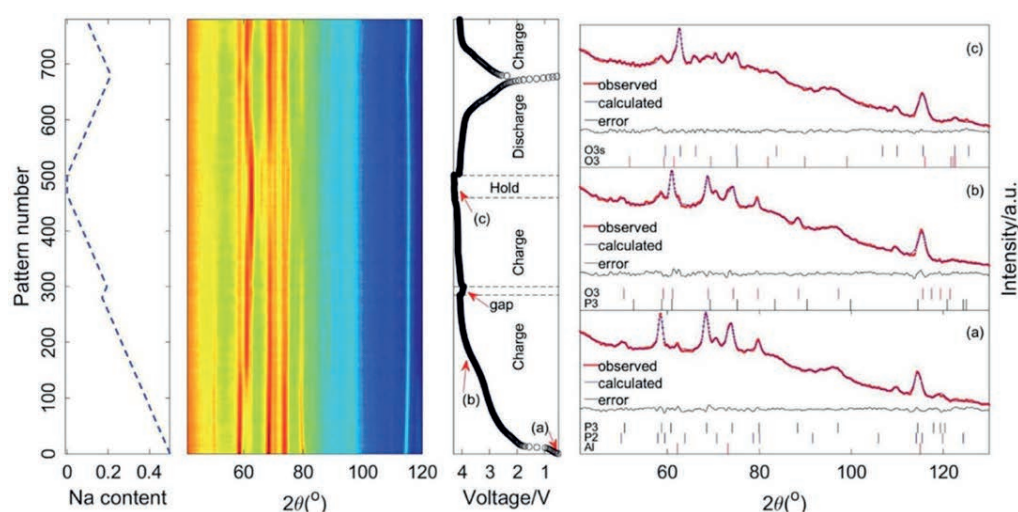 Pattern number
700
600
500
400
300
200
100
0
0
0.2
0.4
Na content
60
80
100
120
2θ(°)
Charge
Discharge
Hold
(c)
Charge
gap
Charge
(b)
(a)
4
3
2
1
Voltage/V
(c)
observed
calculated
error
O3s
O3
(b)
observed
calculated
error
O3
P3
(a)
observed
calculated
error
P3
P2
Al
60
80
100
120
2θ(°)
Intensity/a.u.